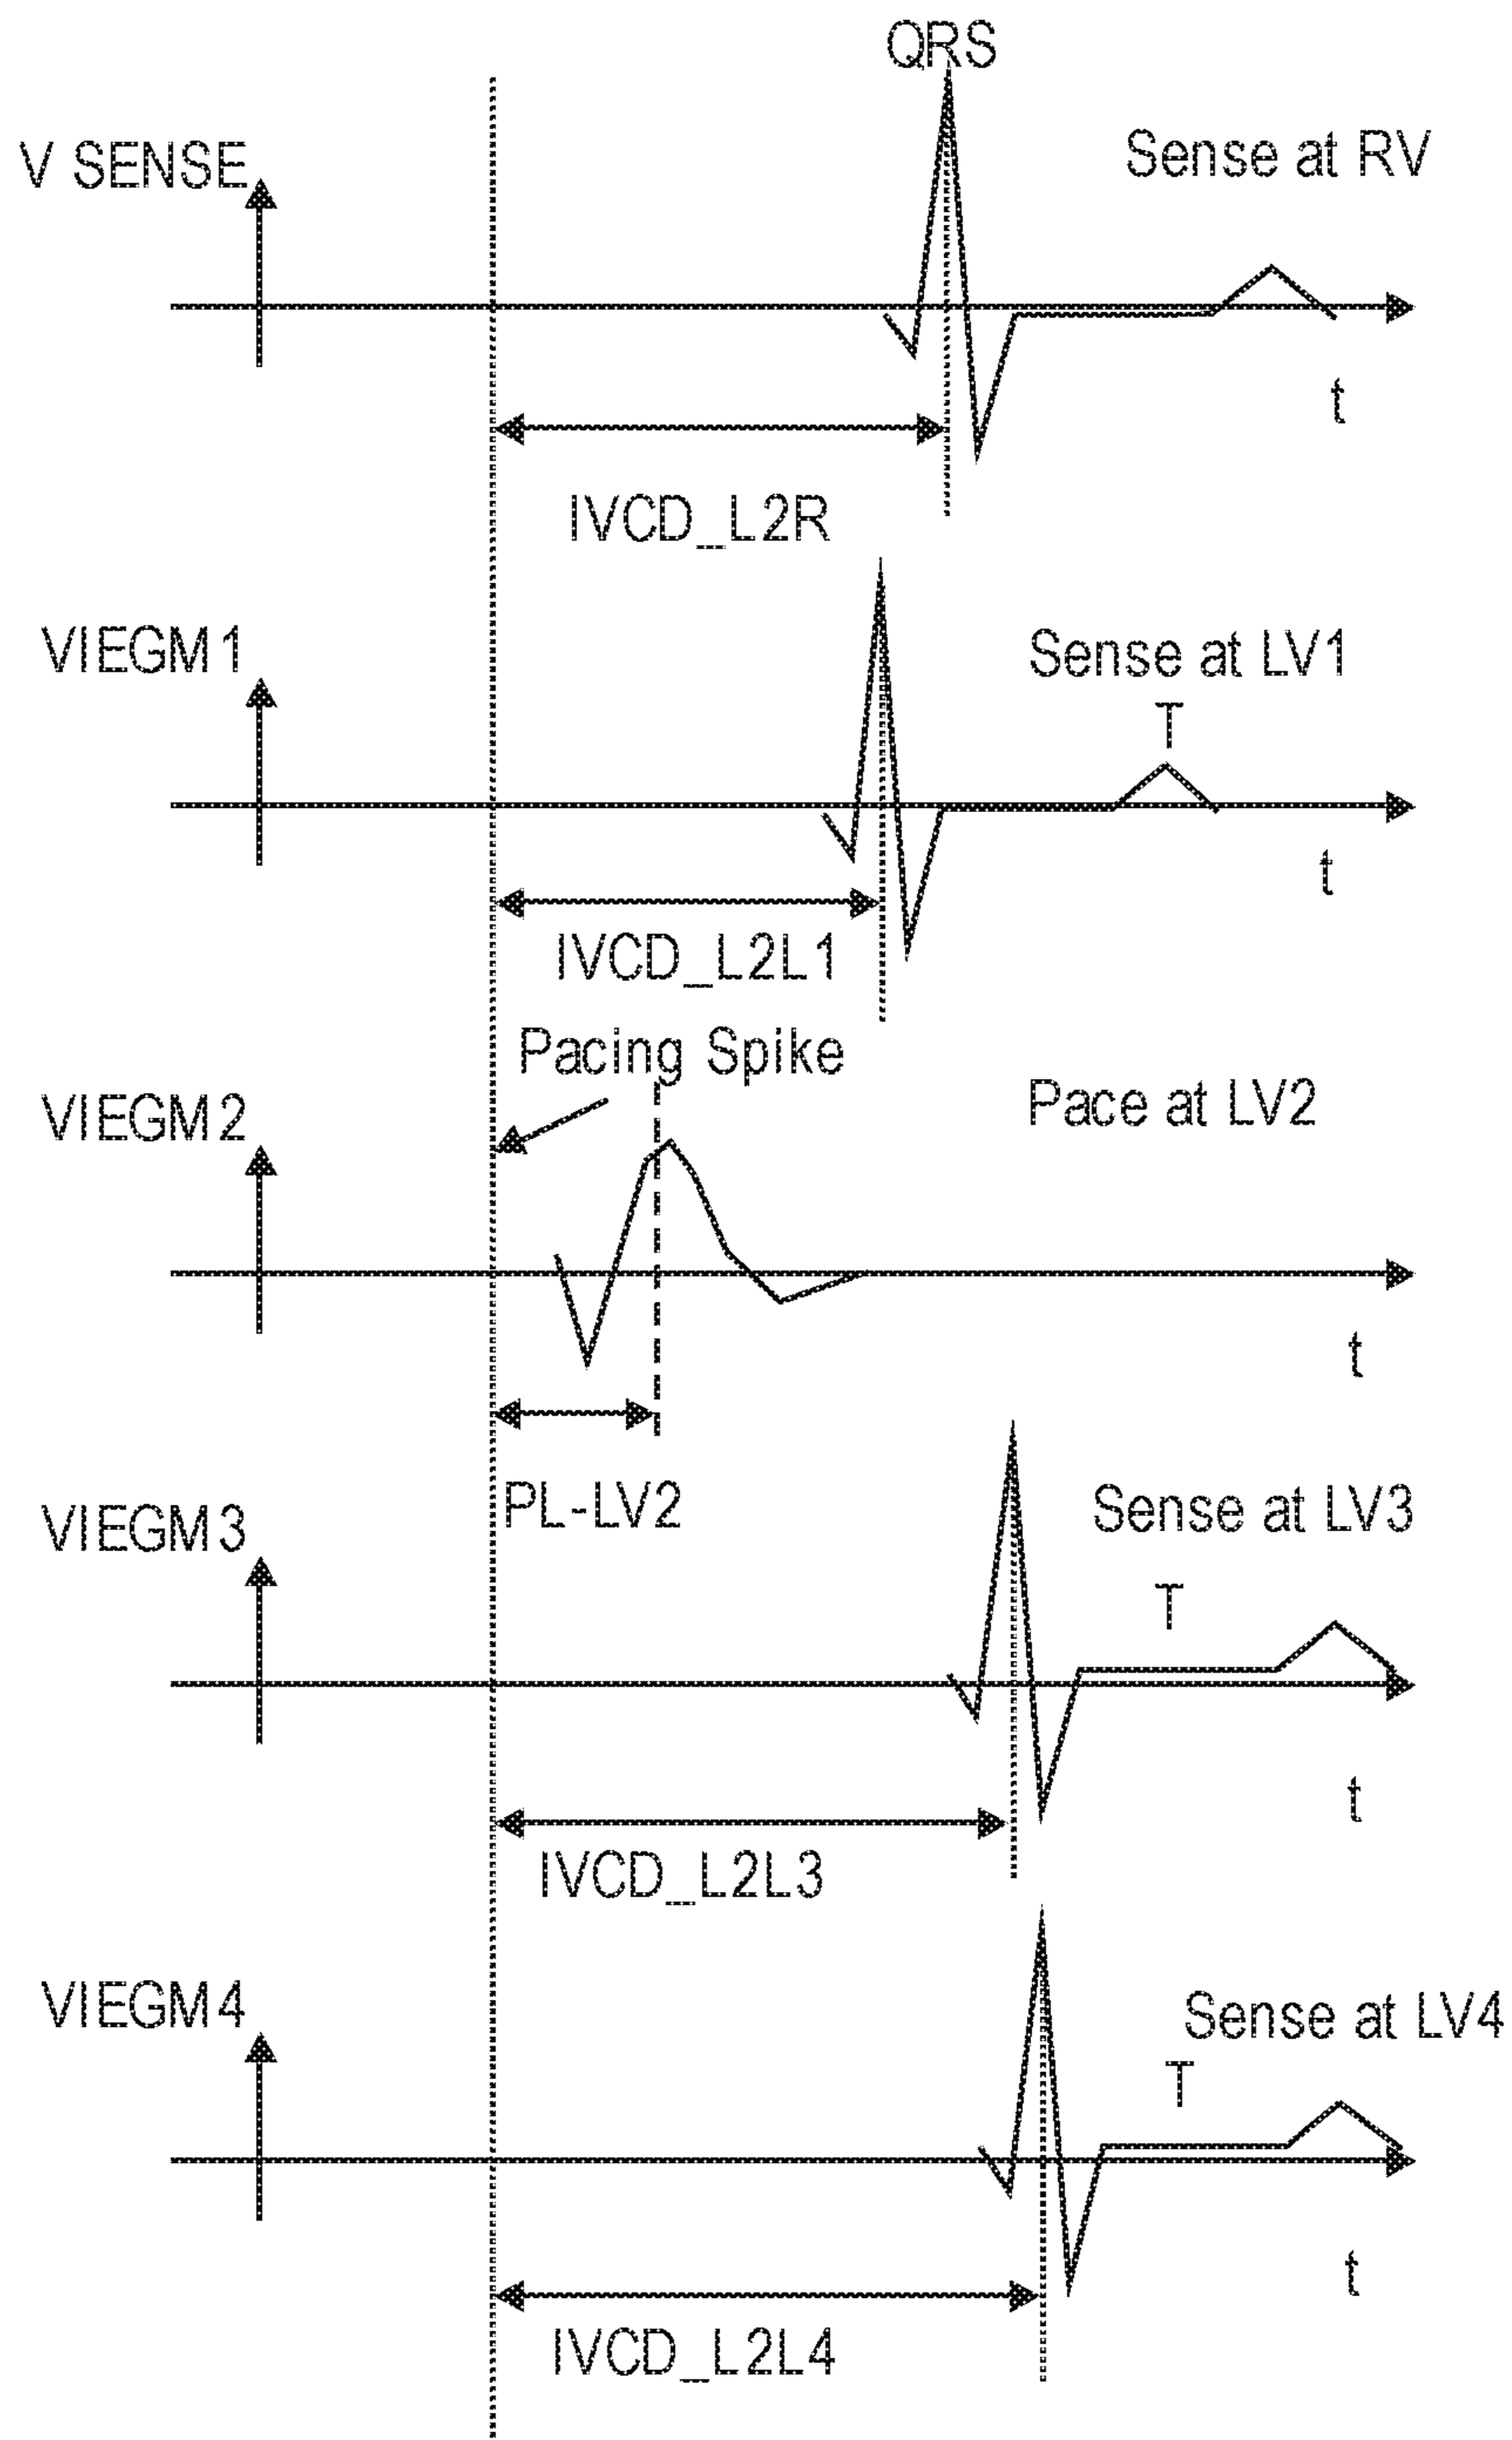 QRS
V SENSE
Sense at RV
t
IVCD_L2R
VIEGM1
Sense at LV1
T
t
IVCD_L2L1
Pacing Spike
VIEGM2
Pace at LV2
t
PL-LV2
VIEGM3
Sense at LV3
T
t
IVCD_L2L3
VIEGM4
Sense at LV4
T
t
IVCD_L2L4